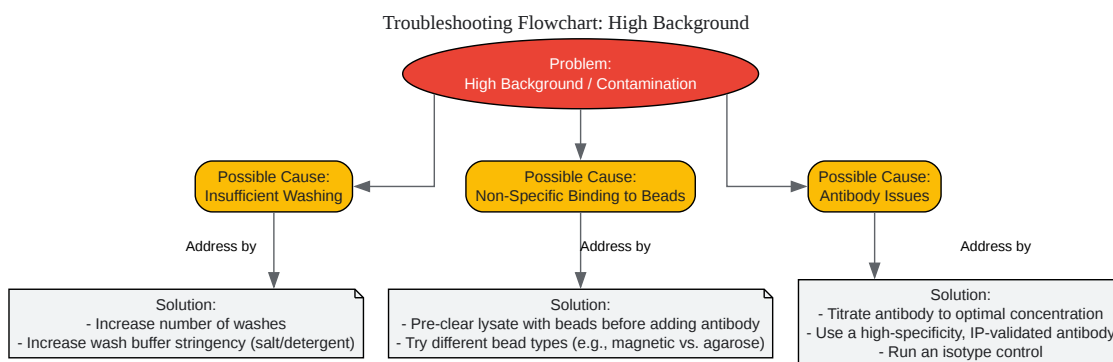 Troubleshooting Flowchart: High Background
Problem:
High Background / Contamination
Possible Cause:
Insufficient Washing
Possible Cause:
Non-Specific Binding to Beads
Possible Cause:
Antibody Issues
Address by
Address by
Address by
Solution:
- Increase number of washes
- Increase wash buffer stringency (salt/detergent)
Solution:
- Pre-clear lysate with beads before adding antibody
- Try different bead types (e.g., magnetic vs. agarose)
Solution:
- Titrate antibody to optimal concentration
- Use a high-specificity, IP-validated antibody
- Run an isotype control